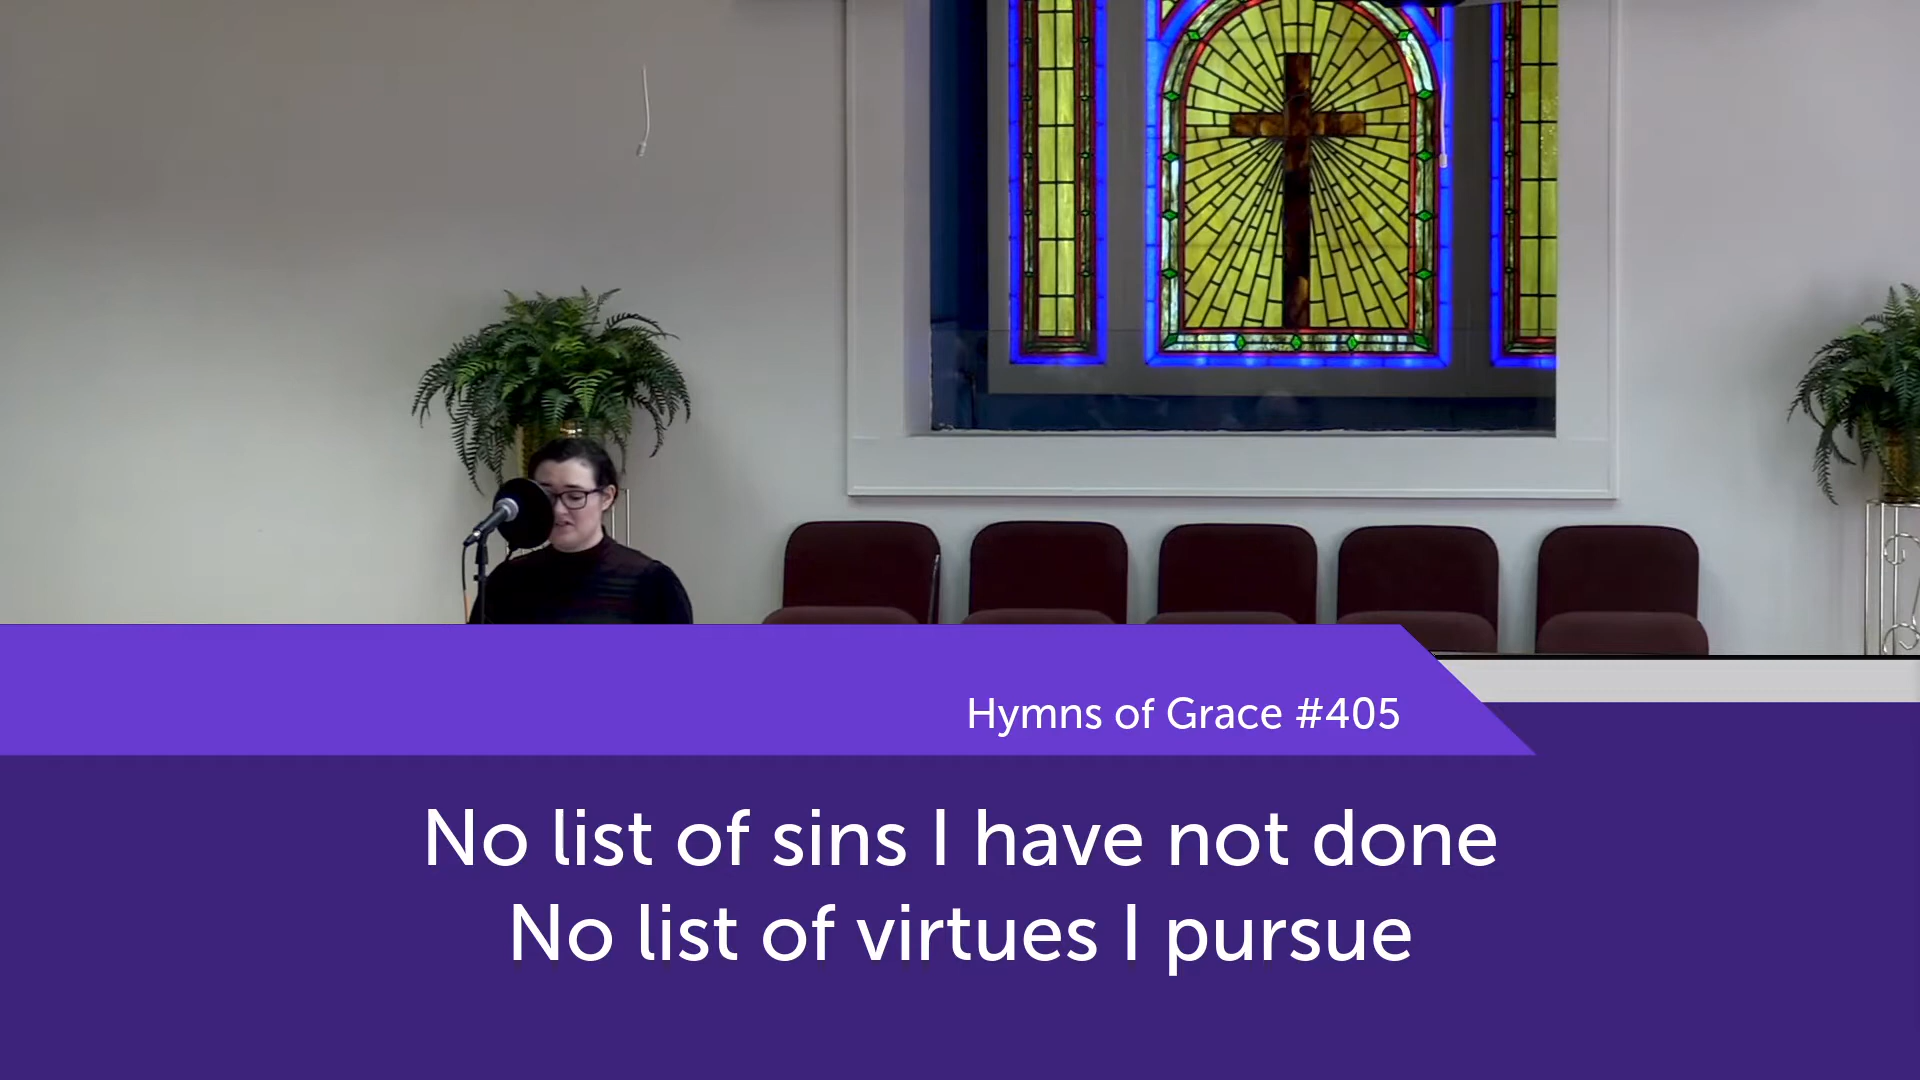 Hymns of Grace #405
No list of sins I have not done
No list of virtues I pursue